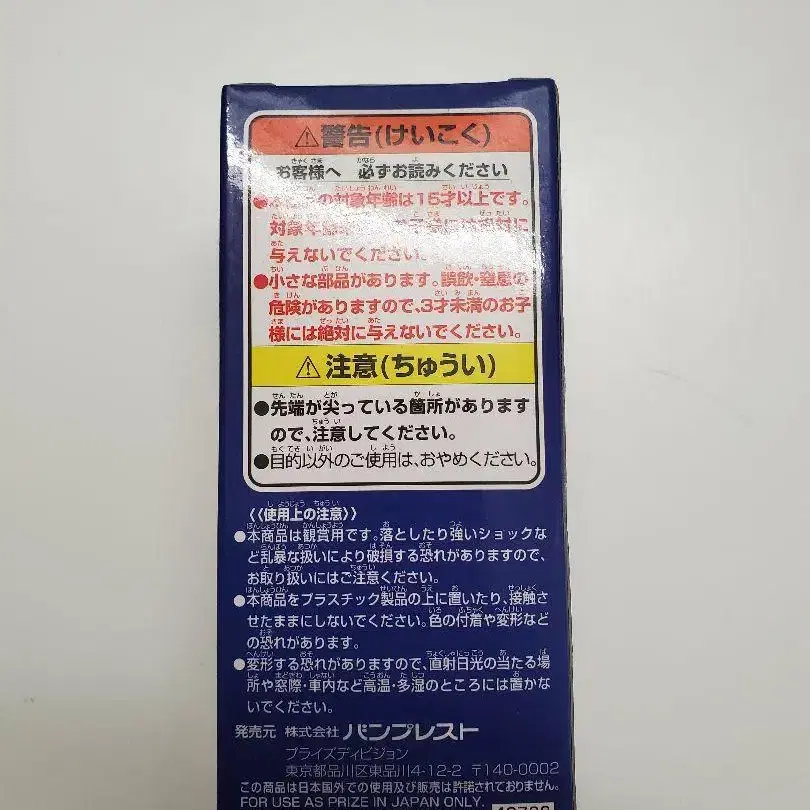 ⚠警告(けいこく)
お客様へ 必ずお読みください
の対象年齢は15才以上です。
対象年齢 に
与えないでください。
●小さな部品があります。誤飲・窒息の
危険がありますので、3才未満のお子
様には絶対に与えないでください。
⚠注意(ちゅうい)
●先端が尖っている箇所があります
ので、注意してください。
●目的以外のご使用は、おやめください。
《使用上の注意》
●本商品は観賞用です。落としたり強いショックな
ど乱暴な扱いにより破損する恐れがありますので、
お取り扱いにはご注意ください。
●本商品をプラスチック製品の上に置いたり、接触さ
せたままにしないでください。色の付着や変形など
の恐れがあります。
●変形する恐れがありますので、直射日光の当たる場
所や窓際・車内など高温・多湿のところには置かな
いでください。
発売元 株式会社 バンプレスト
プライズディビジョン
東京都品川区東品川4-12-2 〒140-0002
この商品は日本国外での使用及び販売は許諾されておりません。
FOR USE AS PRIZE IN JAPAN ONLY.